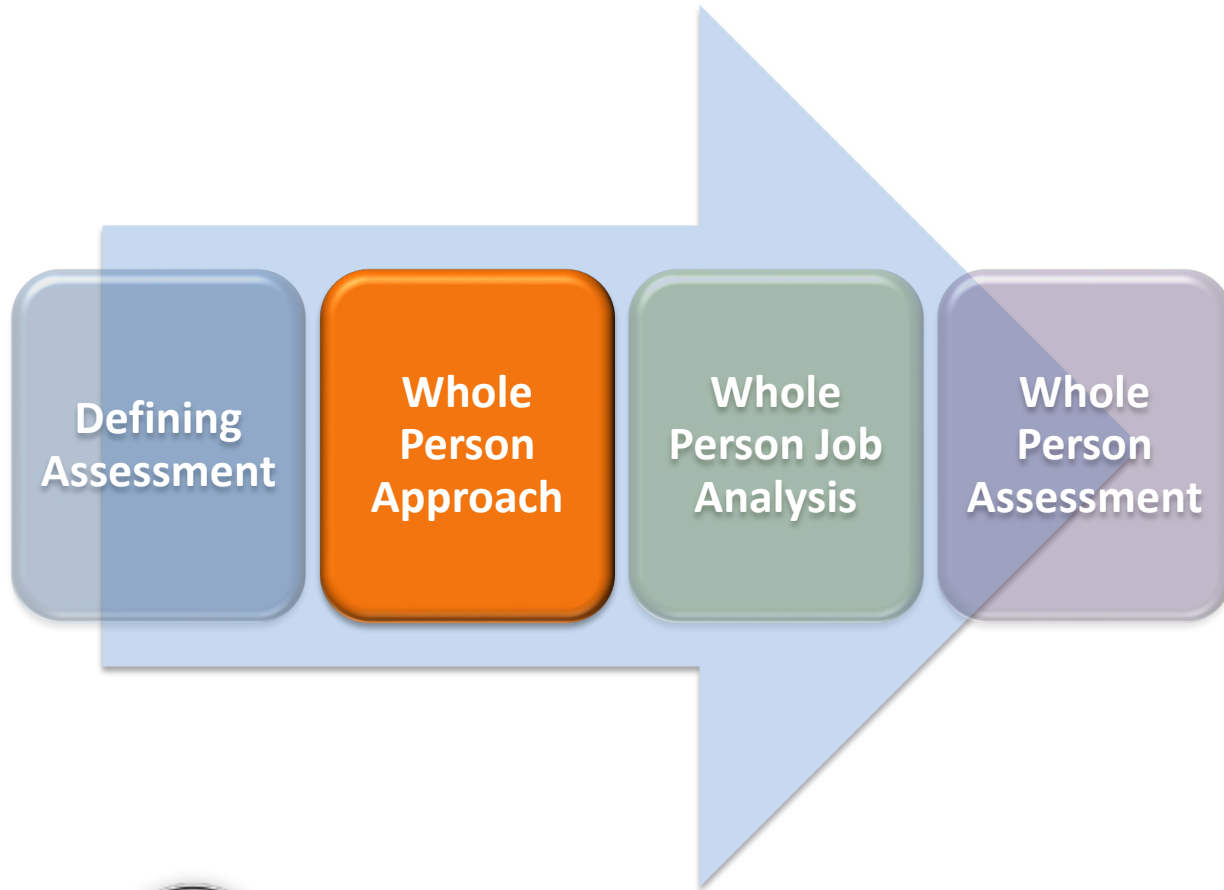 Defining
Assessment
Whole
Person
Approach
Whole
Person Job
Analysis
Whole
Person
Assessment